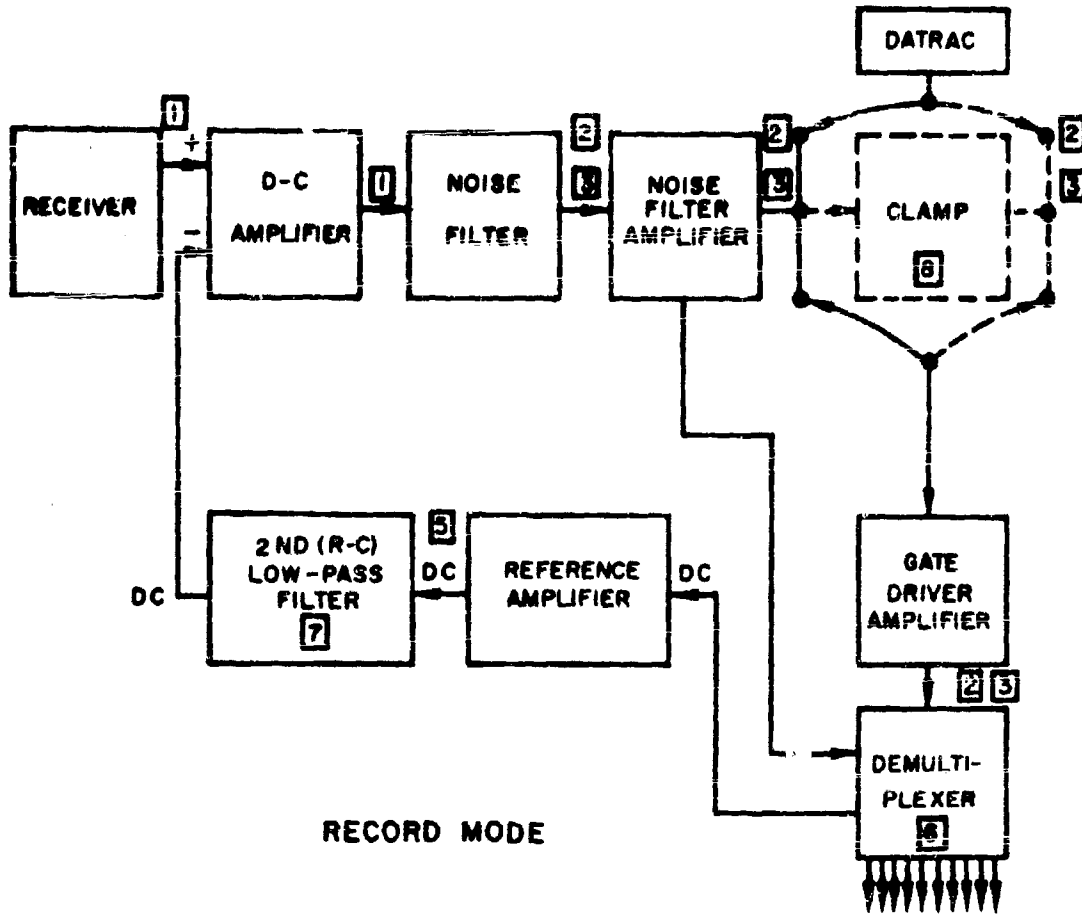 DATRAC
1
+
-
RECEIVER
D-C
AMPLIFIER
1
NOISE
FILTER
2
3
NOISE
FILTER
AMPLIFIER
2
3
CLAMP
8
2
3
DC
2ND (R-C)
LOW-PASS
FILTER
7
5
DC
REFERENCE
AMPLIFIER
DC
GATE
DRIVER
AMPLIFIER
2 3
DEMULTI-
PLEXER
6
RECORD MODE